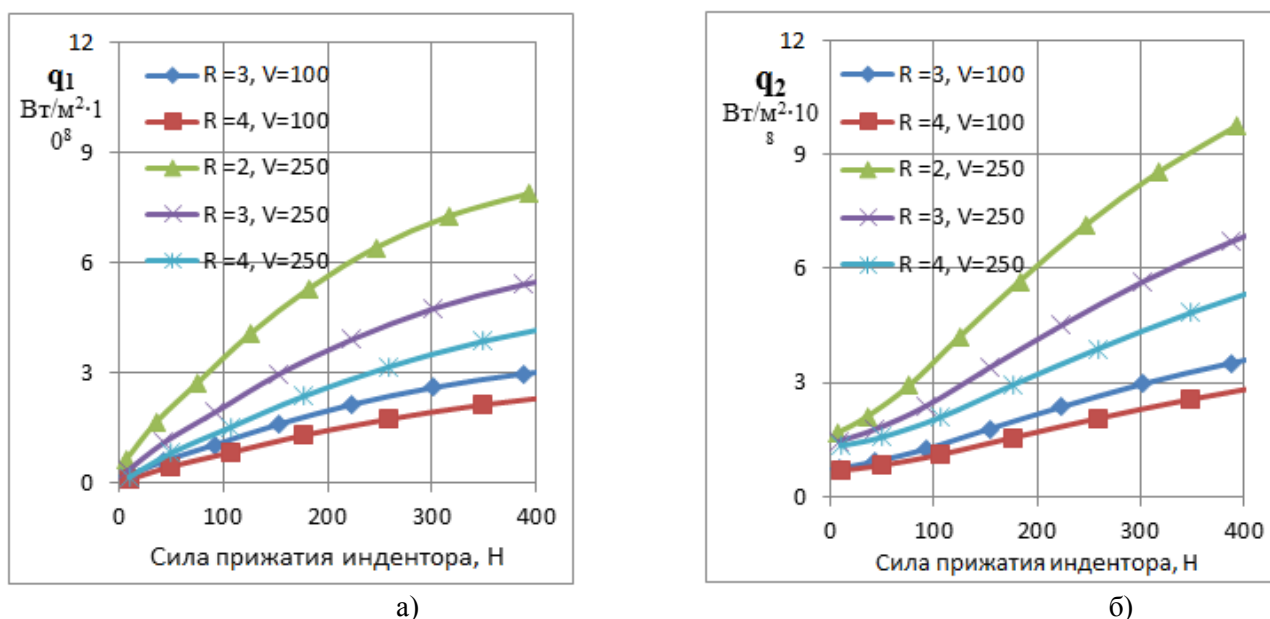 12
q1
Вт/м²·1
0⁸
9
6
3
0
R =3, V=100
R =4, V=100
R =2, V=250
R =3, V=250
R =4, V=250
0 100 200 300 400
Сила прижатия индентора, Н
а)
12
q2
Вт/м²·10
8
9
6
3
0
R =3, V=100
R =4, V=100
R =2, V=250
R =3, V=250
R =4, V=250
0 100 200 300 400
Сила прижатия индентора, Н
б)